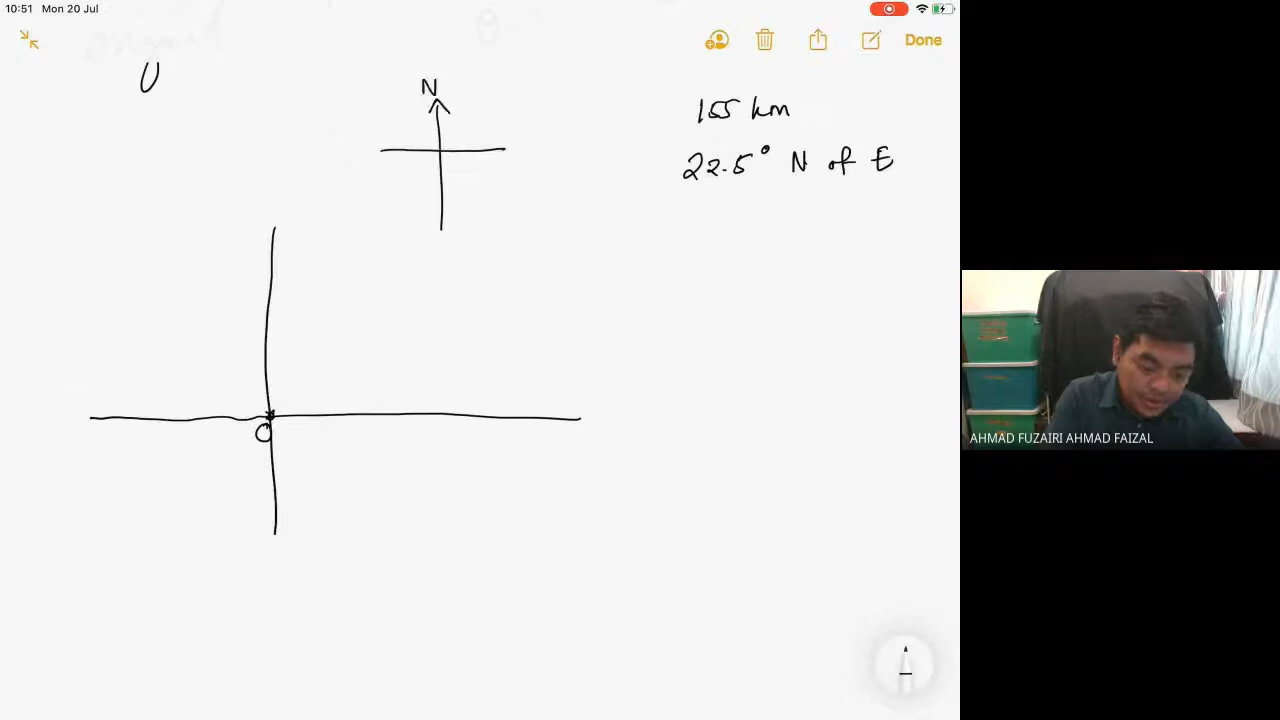 10:51 Mon 20 Jul
Done
N
155 km
22.5° N of E
O
AHMAD FUZAIRI AHMAD FAIZAL